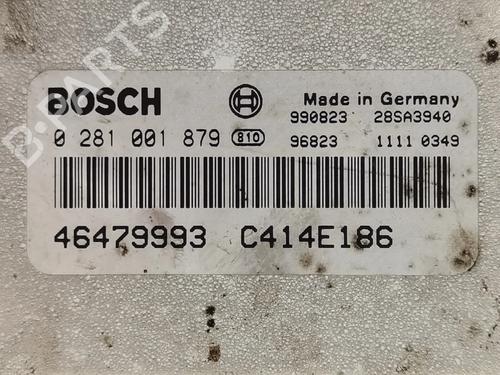 B-PARTS
BOSCH
Made in Germany
990823 28SA3940
0 281 001 879 810
96823 1111 0349
46479993 C414E186